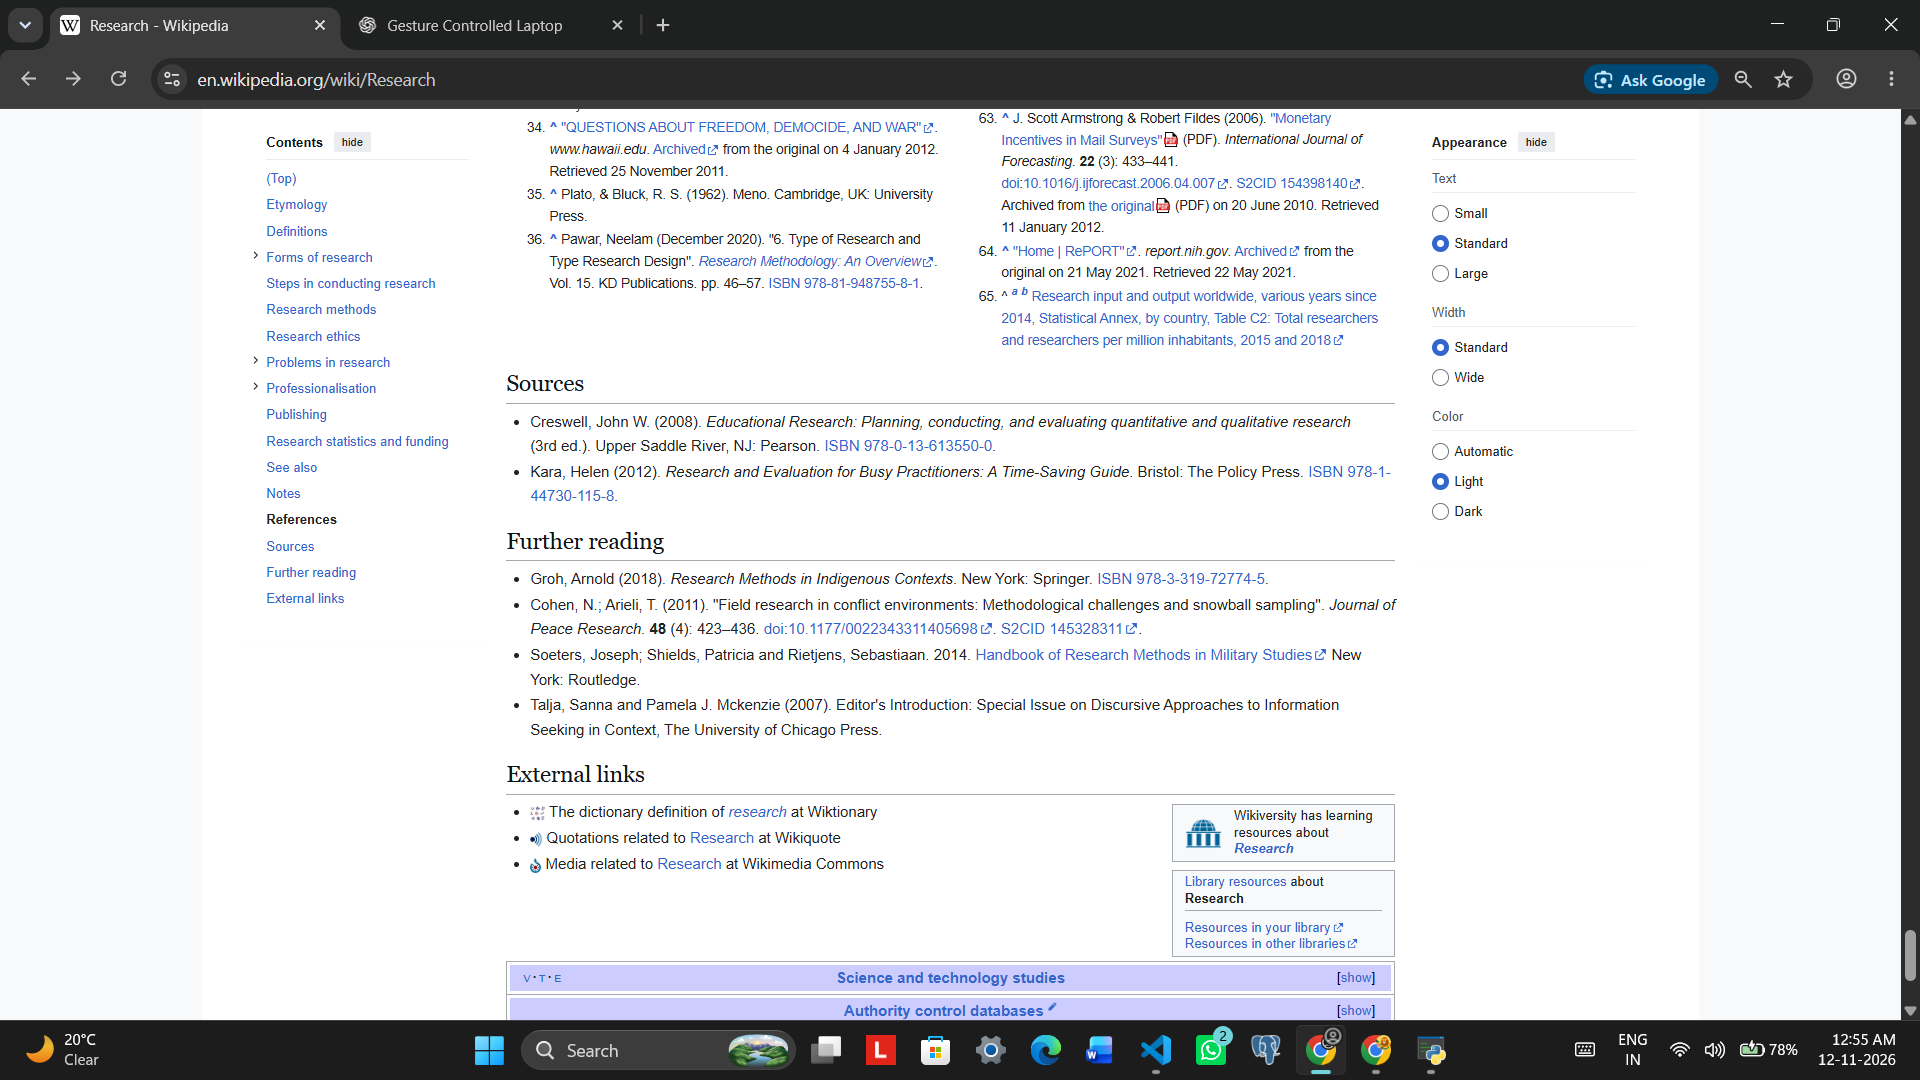 Research - Wikipedia
Gesture Controlled Laptop
en.wikipedia.org/wiki/Research
Ask Google
Contents hide
(Top)
Etymology
Definitions
Forms of research
Steps in conducting research
Research methods
Research ethics
Problems in research
Professionalisation
Publishing
Research statistics and funding
See also
Notes
References
Sources
Further reading
External links
34. ^ "QUESTIONS ABOUT FREEDOM, DEMOCIDE, AND WAR".
www.hawaii.edu. Archived from the original on 4 January 2012.
Retrieved 25 November 2011.
35. ^ Plato, & Bluck, R. S. (1962). Meno. Cambridge, UK: University
Press.
36. ^ Pawar, Neelam (December 2020). "6. Type of Research and
Type Research Design". Research Methodology: An Overview.
Vol. 15. KD Publications. pp. 46–57. ISBN 978-81-948755-8-1.
63. ^ J. Scott Armstrong & Robert Fildes (2006). "Monetary
Incentives in Mail Surveys" (PDF). International Journal of
Forecasting. 22 (3): 433–441.
doi:10.1016/j.ijforecast.2006.04.007. S2CID 154398140.
Archived from the original (PDF) on 20 June 2010. Retrieved
11 January 2012.
64. ^ "Home | RePORT". report.nih.gov. Archived from the
original on 21 May 2021. Retrieved 22 May 2021.
65. ^ a b Research input and output worldwide, various years since
2014, Statistical Annex, by country, Table C2: Total researchers
and researchers per million inhabitants, 2015 and 2018
Sources
• Creswell, John W. (2008). Educational Research: Planning, conducting, and evaluating quantitative and qualitative research
(3rd ed.). Upper Saddle River, NJ: Pearson. ISBN 978-0-13-613550-0.
• Kara, Helen (2012). Research and Evaluation for Busy Practitioners: A Time-Saving Guide. Bristol: The Policy Press. ISBN 978-1-
44730-115-8.
Further reading
• Groh, Arnold (2018). Research Methods in Indigenous Contexts. New York: Springer. ISBN 978-3-319-72774-5.
• Cohen, N.; Arieli, T. (2011). "Field research in conflict environments: Methodological challenges and snowball sampling". Journal of
Peace Research. 48 (4): 423–436. doi:10.1177/0022343311405698. S2CID 145328311.
• Soeters, Joseph; Shields, Patricia and Rietjens, Sebastiaan. 2014. Handbook of Research Methods in Military Studies New
York: Routledge.
• Talja, Sanna and Pamela J. Mckenzie (2007). Editor's Introduction: Special Issue on Discursive Approaches to Information
Seeking in Context, The University of Chicago Press.
External links
• The dictionary definition of research at Wiktionary
• Quotations related to Research at Wikiquote
• Media related to Research at Wikimedia Commons
Wikiversity has learning
resources about
Research
Library resources about
Research
Resources in your library
Resources in other libraries
V·T·E Science and technology studies [show]
Authority control databases [show]
Appearance hide
Text
Small
Standard
Large
Width
Standard
Wide
Color
Automatic
Light
Dark
20°C
Clear
Search
L
2
ENG
IN
78%
12:55 AM
12-11-2026